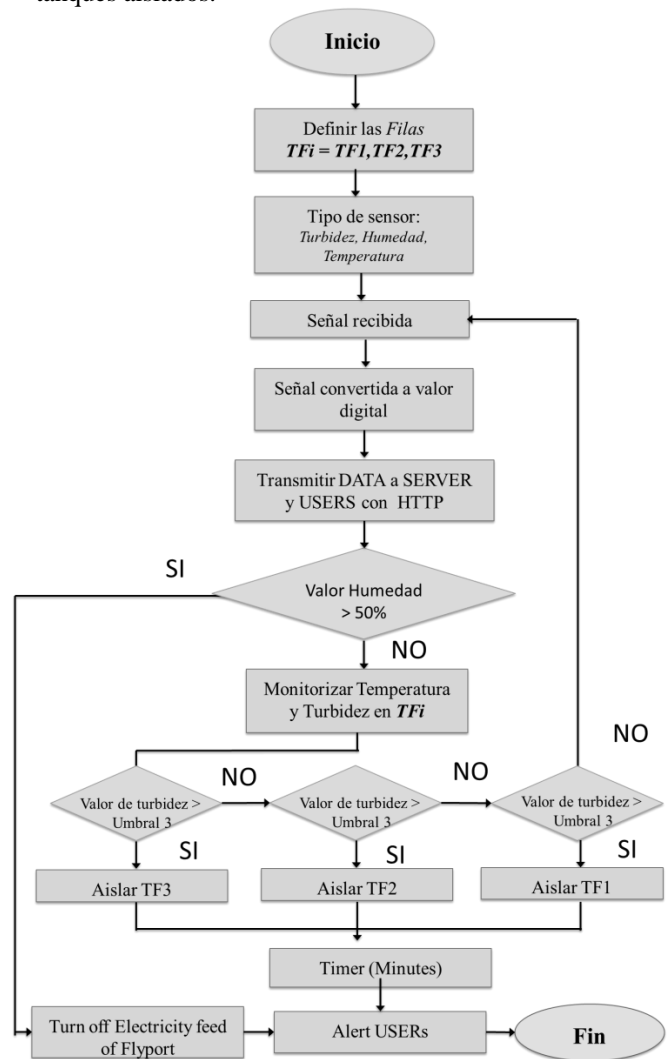 tanques aislados.
Inicio
Definir las Filas
TFi = TF1,TF2,TF3
Tipo de sensor:
Turbidez, Humedad,
Temperatura
Señal recibida
Señal convertida a valor
digital
Transmitir DATA a SERVER
y USERS con HTTP
SI
Valor Humedad
> 50%
NO
Monitorizar Temperatura
y Turbidez en TFi
NO
Valor de turbidez >
Umbral 3
NO
Valor de turbidez >
Umbral 3
NO
Valor de turbidez >
Umbral 3
SI
SI
SI
Aislar TF3
Aislar TF2
Aislar TF1
Timer (Minutes)
Turn off Electricity feed
of Flyport
Alert USERs
Fin